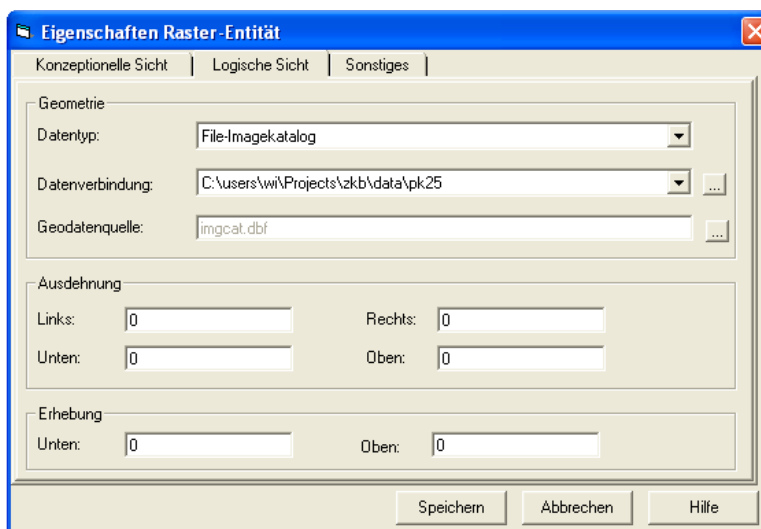 Eigenschaften Raster-Entität
Konzeptionelle Sicht Logische Sicht Sonstiges
Geometrie
Datentyp: File-Imagekatalog
Datenverbindung: C:\users\wi\Projects\zkb\data\pk25 ...
Geodatenquelle: imgcat.dbf ...
Ausdehnung
Links: 0 Rechts: 0
Unten: 0 Oben: 0
Erhebung
Unten: 0 Oben: 0
Speichern Abbrechen Hilfe